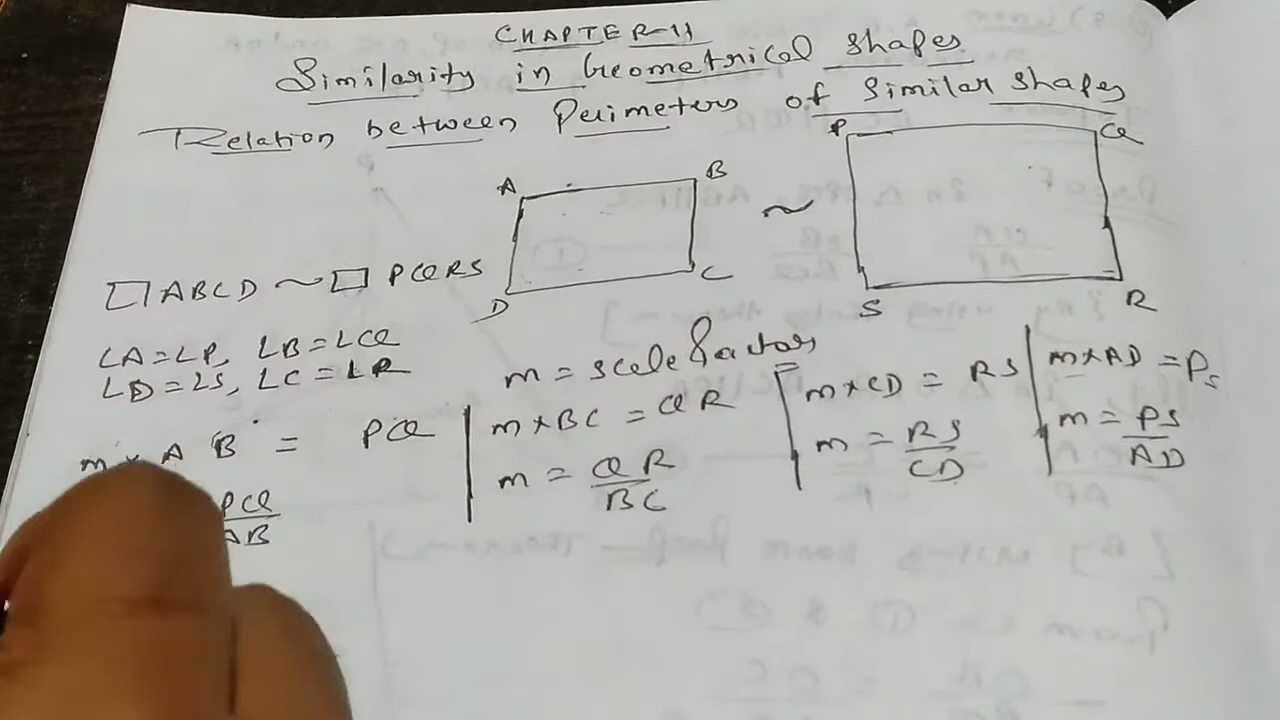 CHAPTER-11
Similarity in Geometrical shapes
Relation between Perimeters of Similar Shapes
P Q
A B
~
□ABCD ~ □ PQRS
D C
S R
∠A=∠P, ∠B=∠Q
∠D=∠S, ∠C=∠R
m = scale factor
m × A B = PQ
PQ
AB
m × BC = QR
m = QR
BC
m × CD = RS
m = RS
CD
m × AD = PS
m = PS
AD